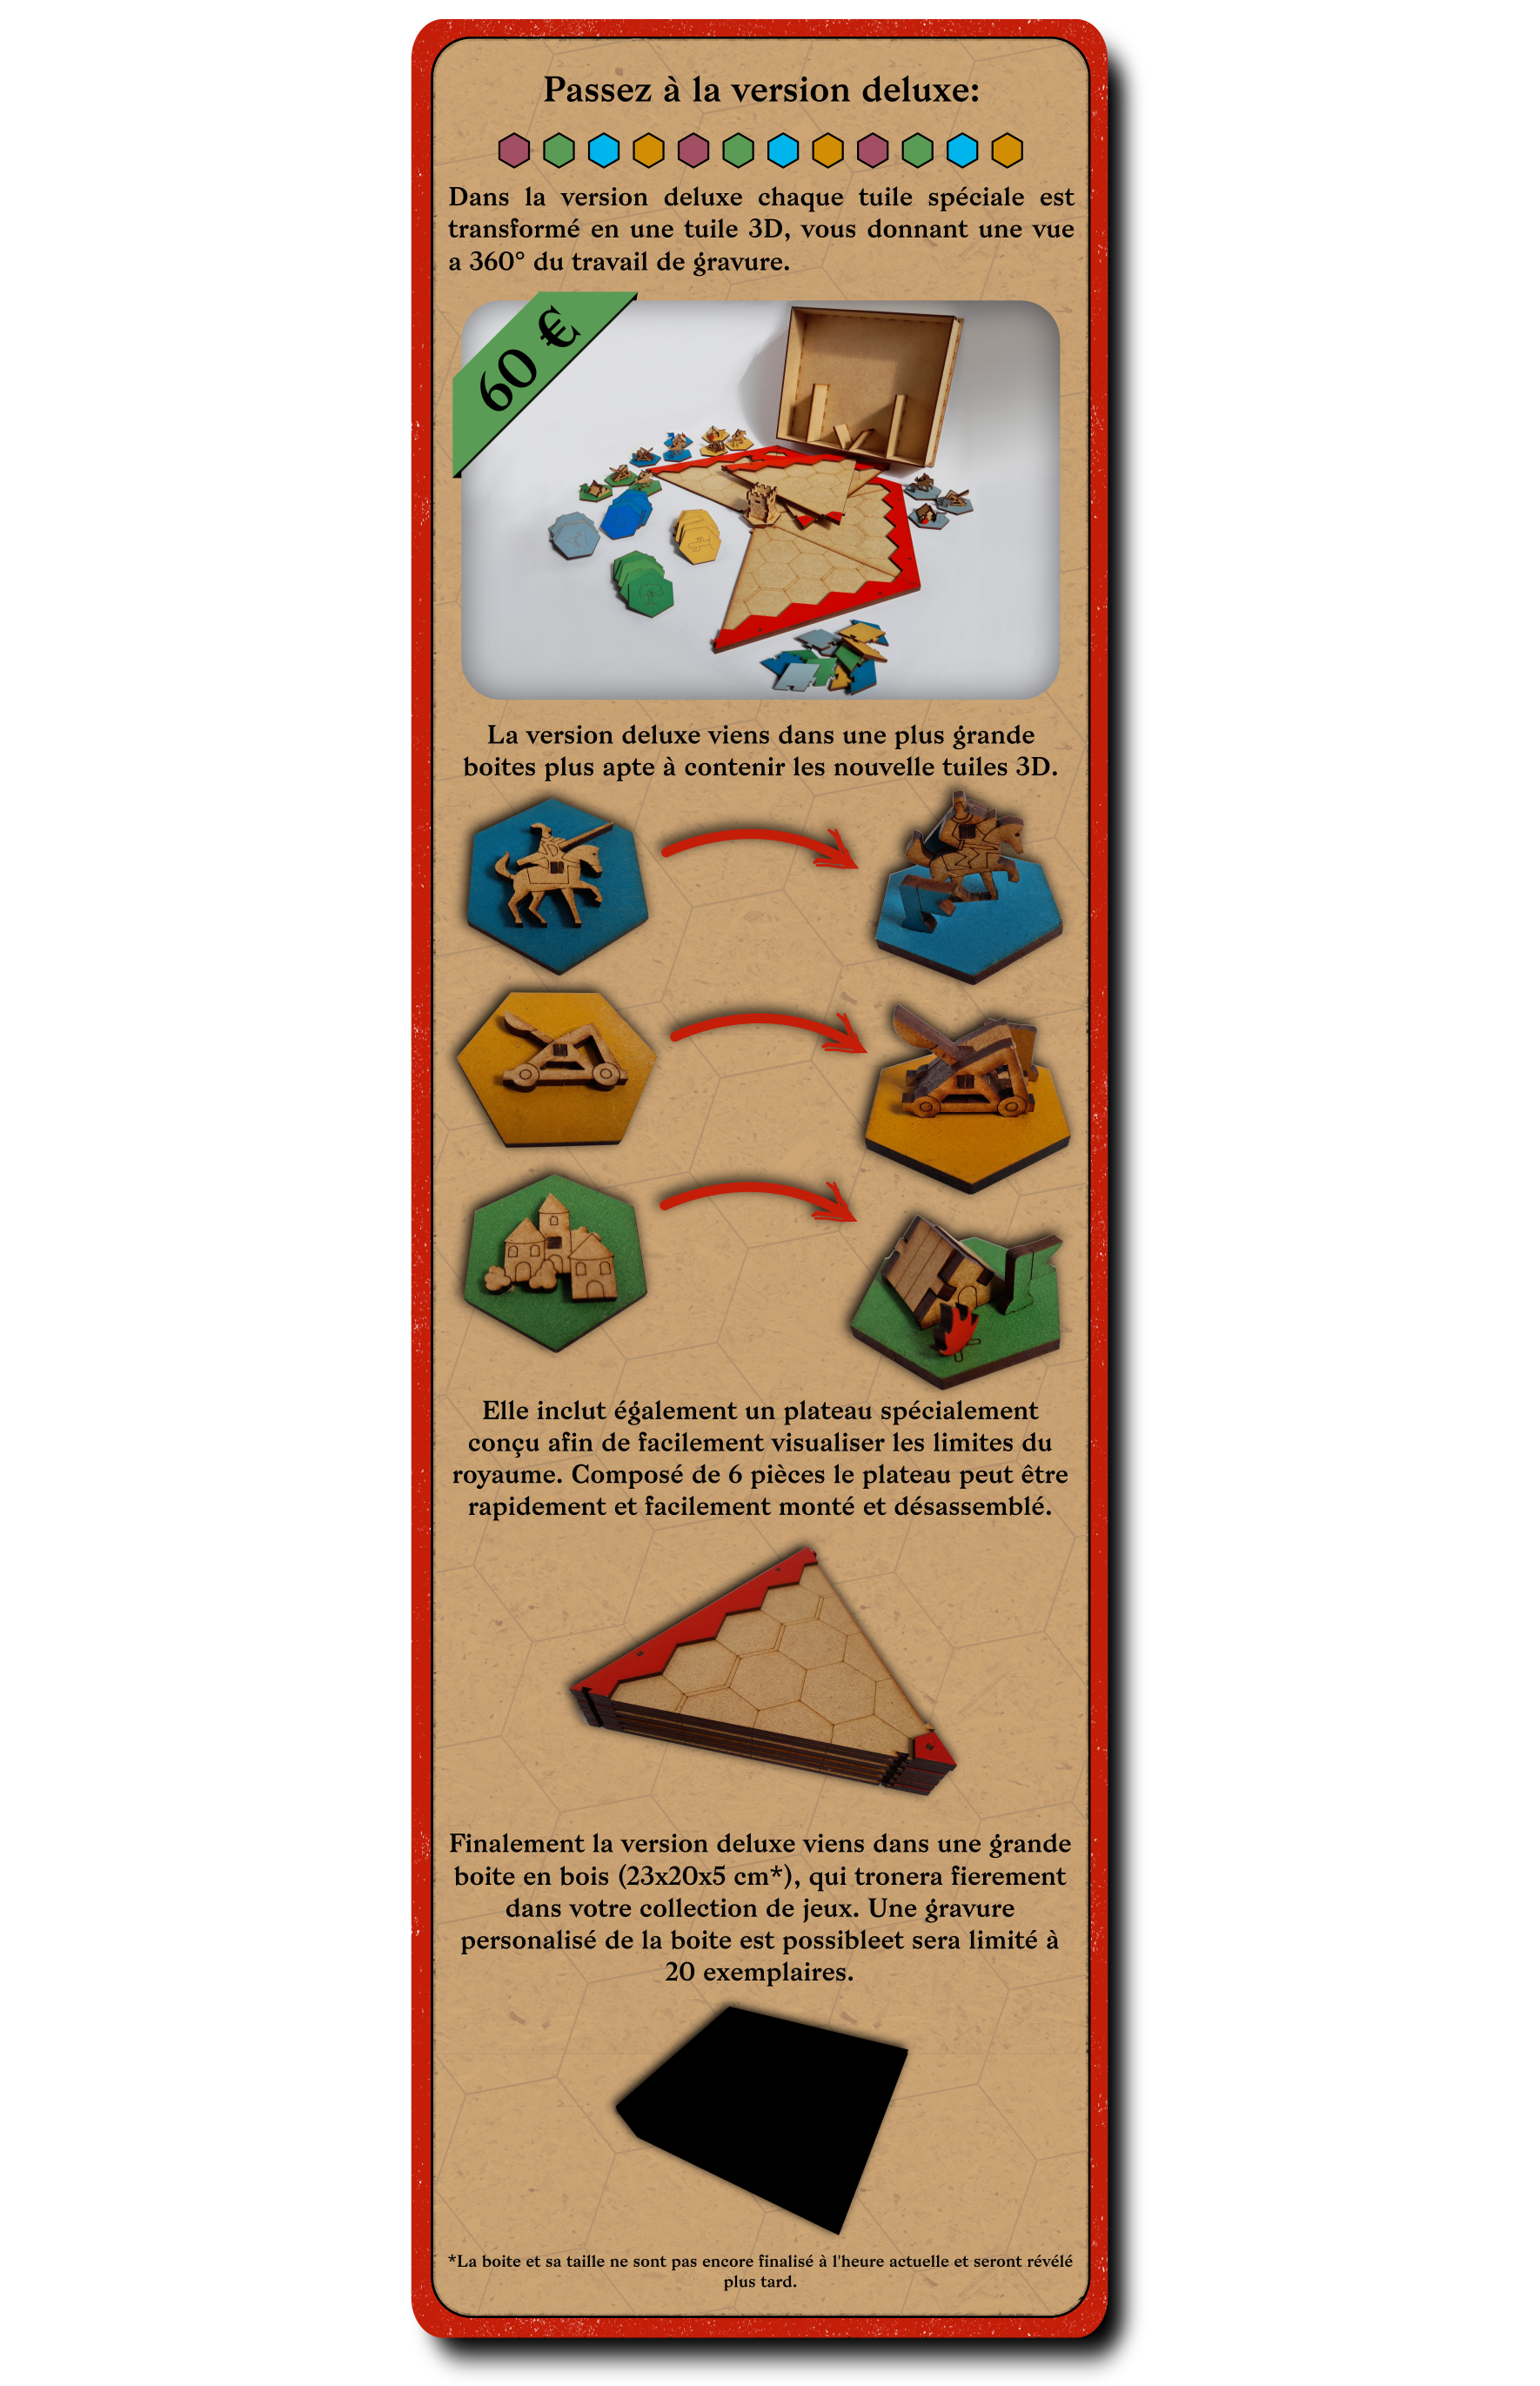 Passez à la version deluxe:
Dans la version deluxe chaque tuile spéciale est
transformé en une tuile 3D, vous donnant une vue
a 360° du travail de gravure.
60 €
La version deluxe viens dans une plus grande
boites plus apte à contenir les nouvelle tuiles 3D.
Elle inclut également un plateau spécialement
conçu afin de facilement visualiser les limites du
royaume. Composé de 6 pièces le plateau peut être
rapidement et facilement monté et désassemblé.
Finalement la version deluxe viens dans une grande
boite en bois (23x20x5 cm*), qui tronera fierement
dans votre collection de jeux. Une gravure
personalisé de la boite est possibleet sera limité à
20 exemplaires.
*La boite et sa taille ne sont pas encore finalisé à l'heure actuelle et seront révélé
plus tard.